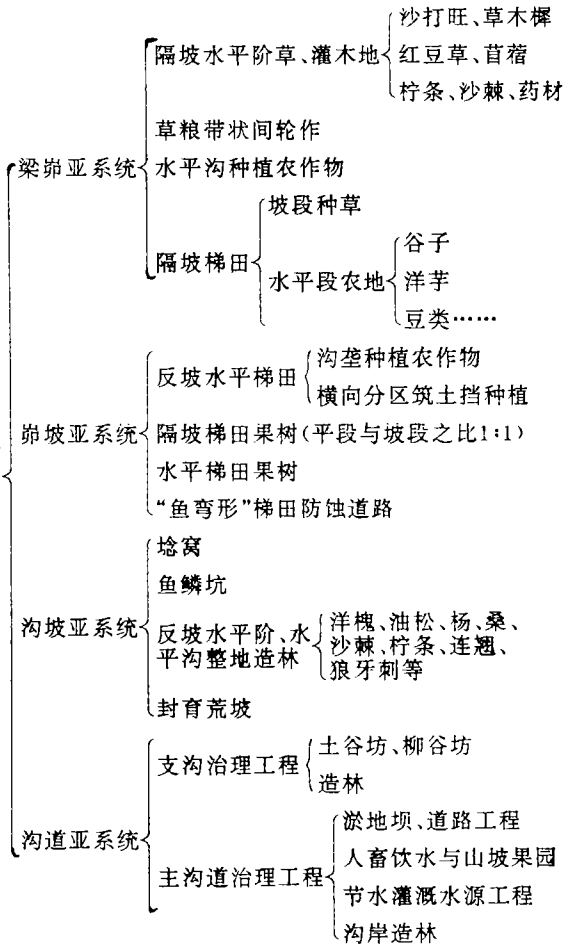 沙打旺、草木樨
隔坡水平阶草、灌木地
红豆草、苜蓿
柠条、沙棘、药材
草粮带状间轮作
梁峁亚系统
水平沟种植农作物
坡段种草
隔坡梯田
谷子
水平段农地
洋芋
豆类……
反坡水平梯田
沟垄种植农作物
横向分区筑土挡种植
峁坡亚系统
隔坡梯田果树(平段与坡段之比1:1)
水平梯田果树
“鱼弯形”梯田防蚀道路
埝窝
鱼鳞坑
沟坡亚系统
反坡水平阶、水
平沟整地造林
洋槐、油松、杨、桑、
沙棘、柠条、连翘、
狼牙刺等
封育荒坡
支沟治理工程
土谷坊、柳谷坊
造林
沟道亚系统
淤地坝、道路工程
人畜饮水与山坡果园
主沟道治理工程
节水灌溉水源工程
沟岸造林